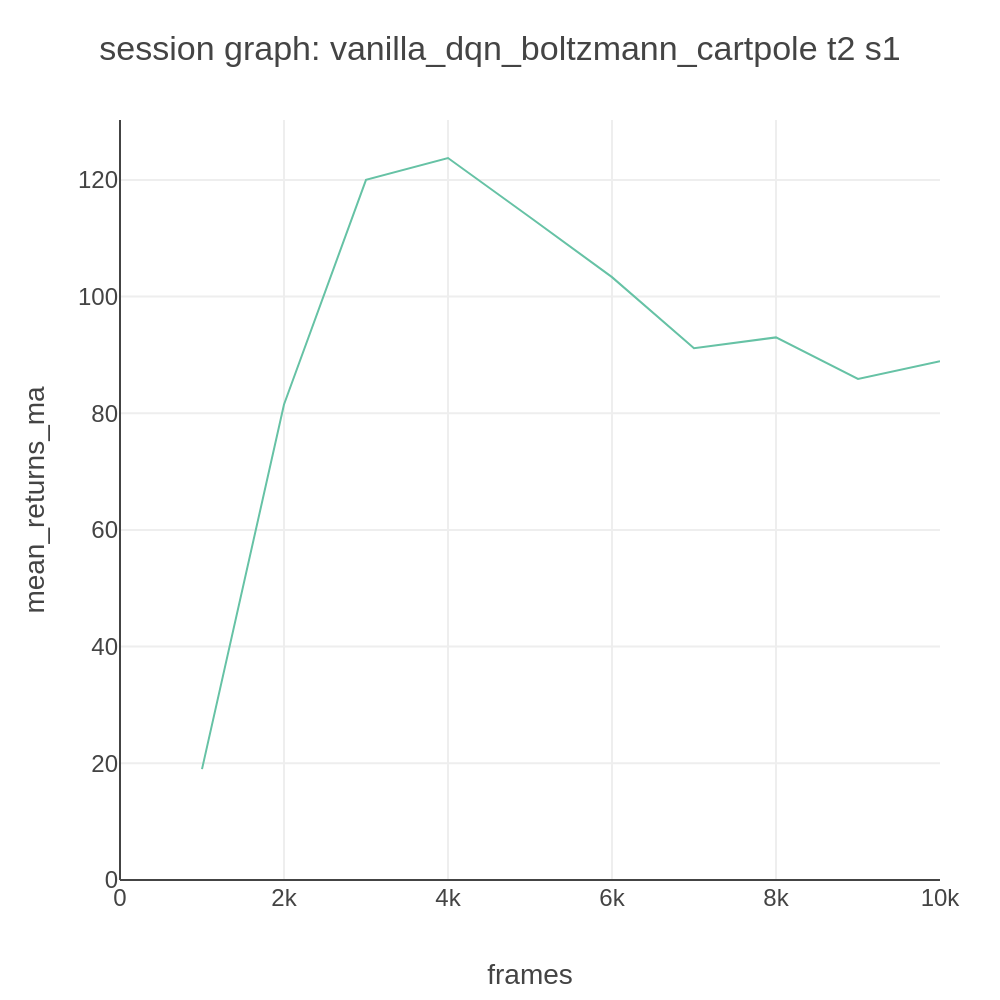 session graph: vanilla_dqn_boltzmann_cartpole t2 s1
mean_returns_ma
120
100
80
60
40
20
0
0 2k 4k 6k 8k 10k
frames